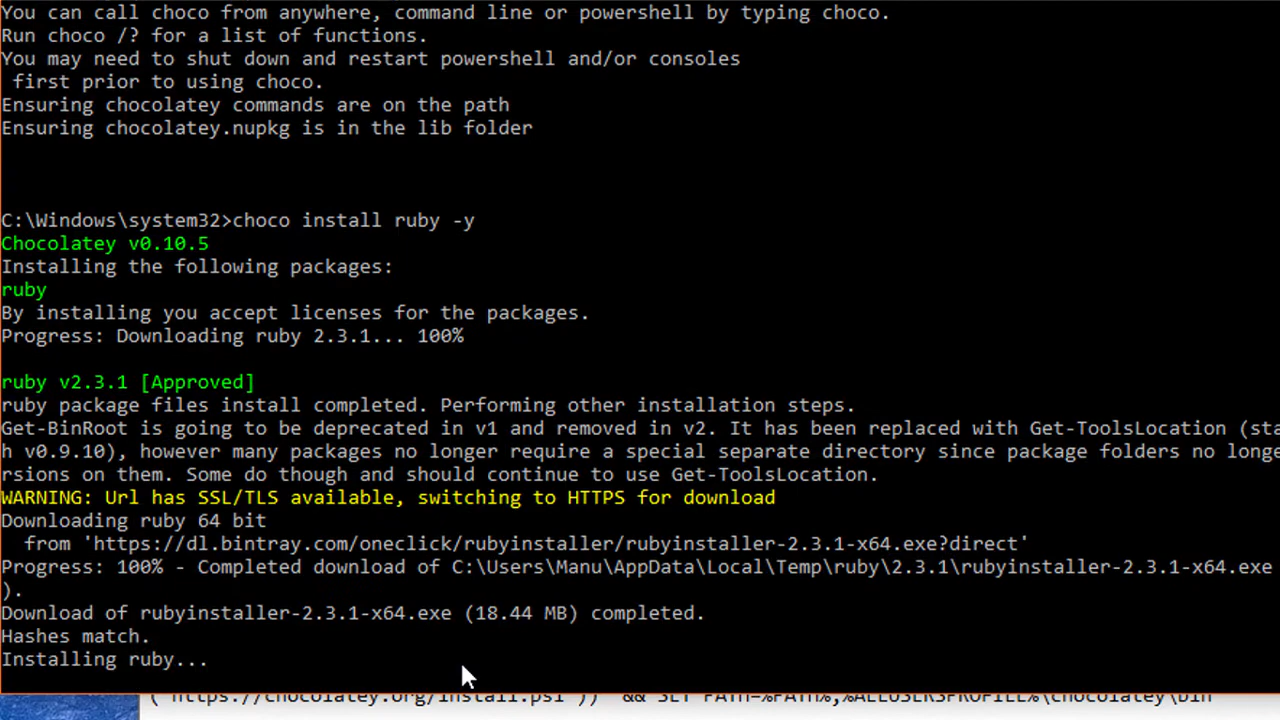 You can call choco from anywhere, command line or powershell by typing choco.
Run choco /? for a list of functions.
You may need to shut down and restart powershell and/or consoles
 first prior to using choco.
Ensuring chocolatey commands are on the path
Ensuring chocolatey.nupkg is in the lib folder
C:\Windows\system32>choco install ruby -y
Chocolatey v0.10.5
Installing the following packages:
ruby
By installing you accept licenses for the packages.
Progress: Downloading ruby 2.3.1... 100%
ruby v2.3.1 [Approved]
ruby package files install completed. Performing other installation steps.
Get-BinRoot is going to be deprecated in v1 and removed in v2. It has been replaced with Get-ToolsLocation (sta
h v0.9.10), however many packages no longer require a special separate directory since package folders no longe
rsions on them. Some do though and should continue to use Get-ToolsLocation.
WARNING: Url has SSL/TLS available, switching to HTTPS for download
Downloading ruby 64 bit
  from 'https://dl.bintray.com/oneclick/rubyinstaller/rubyinstaller-2.3.1-x64.exe?direct'
Progress: 100% - Completed download of C:\Users\Manu\AppData\Local\Temp\ruby\2.3.1\rubyinstaller-2.3.1-x64.exe
).
Download of rubyinstaller-2.3.1-x64.exe (18.44 MB) completed.
Hashes match.
Installing ruby...
('https://chocolatey.org/install.ps1'))" && SET PATH=%PATH%;%ALLUSERSPROFILE%\chocolatey\bin